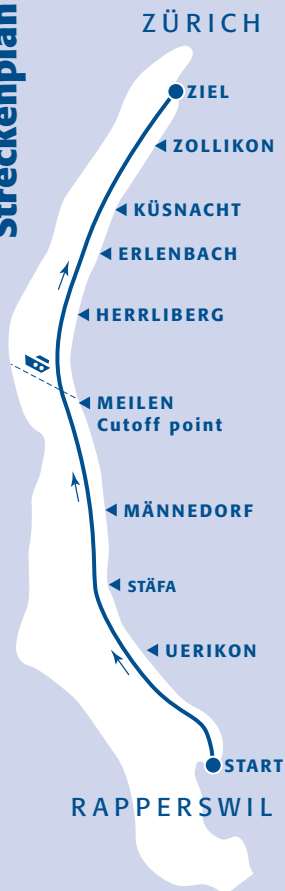 Streckenplan
ZÜRICH
ZIEL
ZOLLIKON
KÜSNACHT
ERLENBACH
HERRLIBERG
MEILEN
Cutoff point
MÄNNEDORF
STÄFA
UERIKON
START
RAPPERSWIL